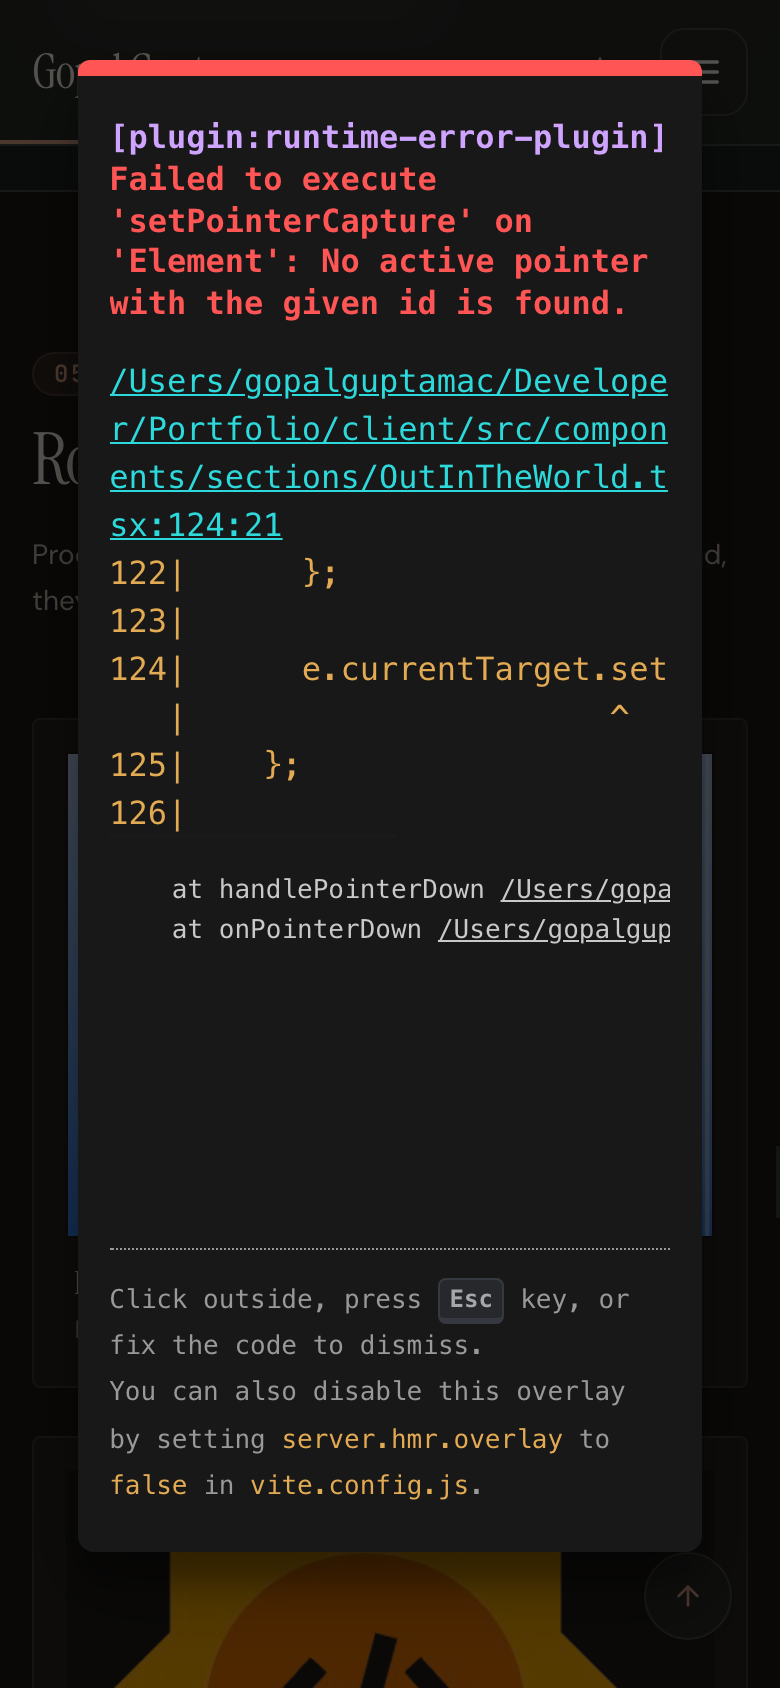 [plugin:runtime-error-plugin]
Failed to execute
'setPointerCapture' on
'Element': No active pointer
with the given id is found.
/Users/gopalguptamac/Develope
r/Portfolio/client/src/compon
ents/sections/OutInTheWorld.t
sx:124:21
122|      };
123|
124|      e.currentTarget.set
|                      ^
125|    };
126|
at handlePointerDown /Users/gopa
at onPointerDown /Users/gopalgup
Click outside, press Esc key, or
fix the code to dismiss.
You can also disable this overlay
by setting server.hmr.overlay to
false in vite.config.js.